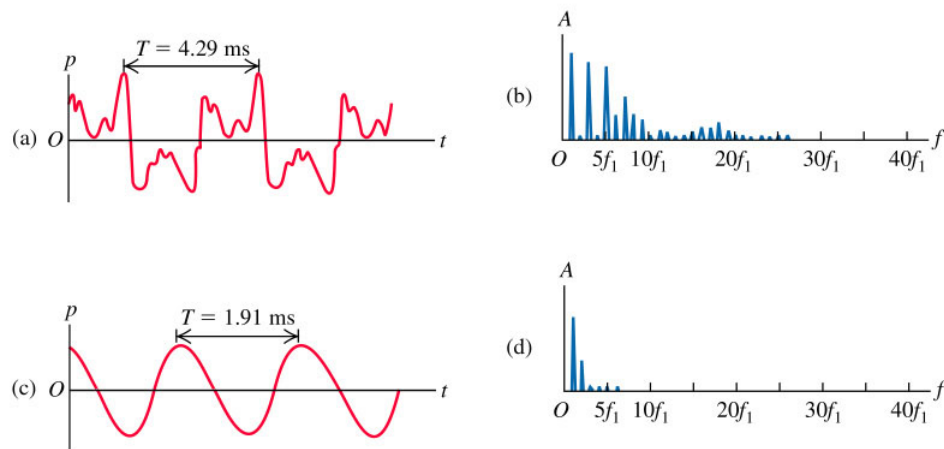 T = 4.29 ms
p
(a) O t
A
(b)
O 5f₁ 10f₁ 20f₁ 30f₁ 40f₁ f
T = 1.91 ms
p
(c) O t
A
(d)
O 5f₁ 10f₁ 20f₁ 30f₁ 40f₁ f